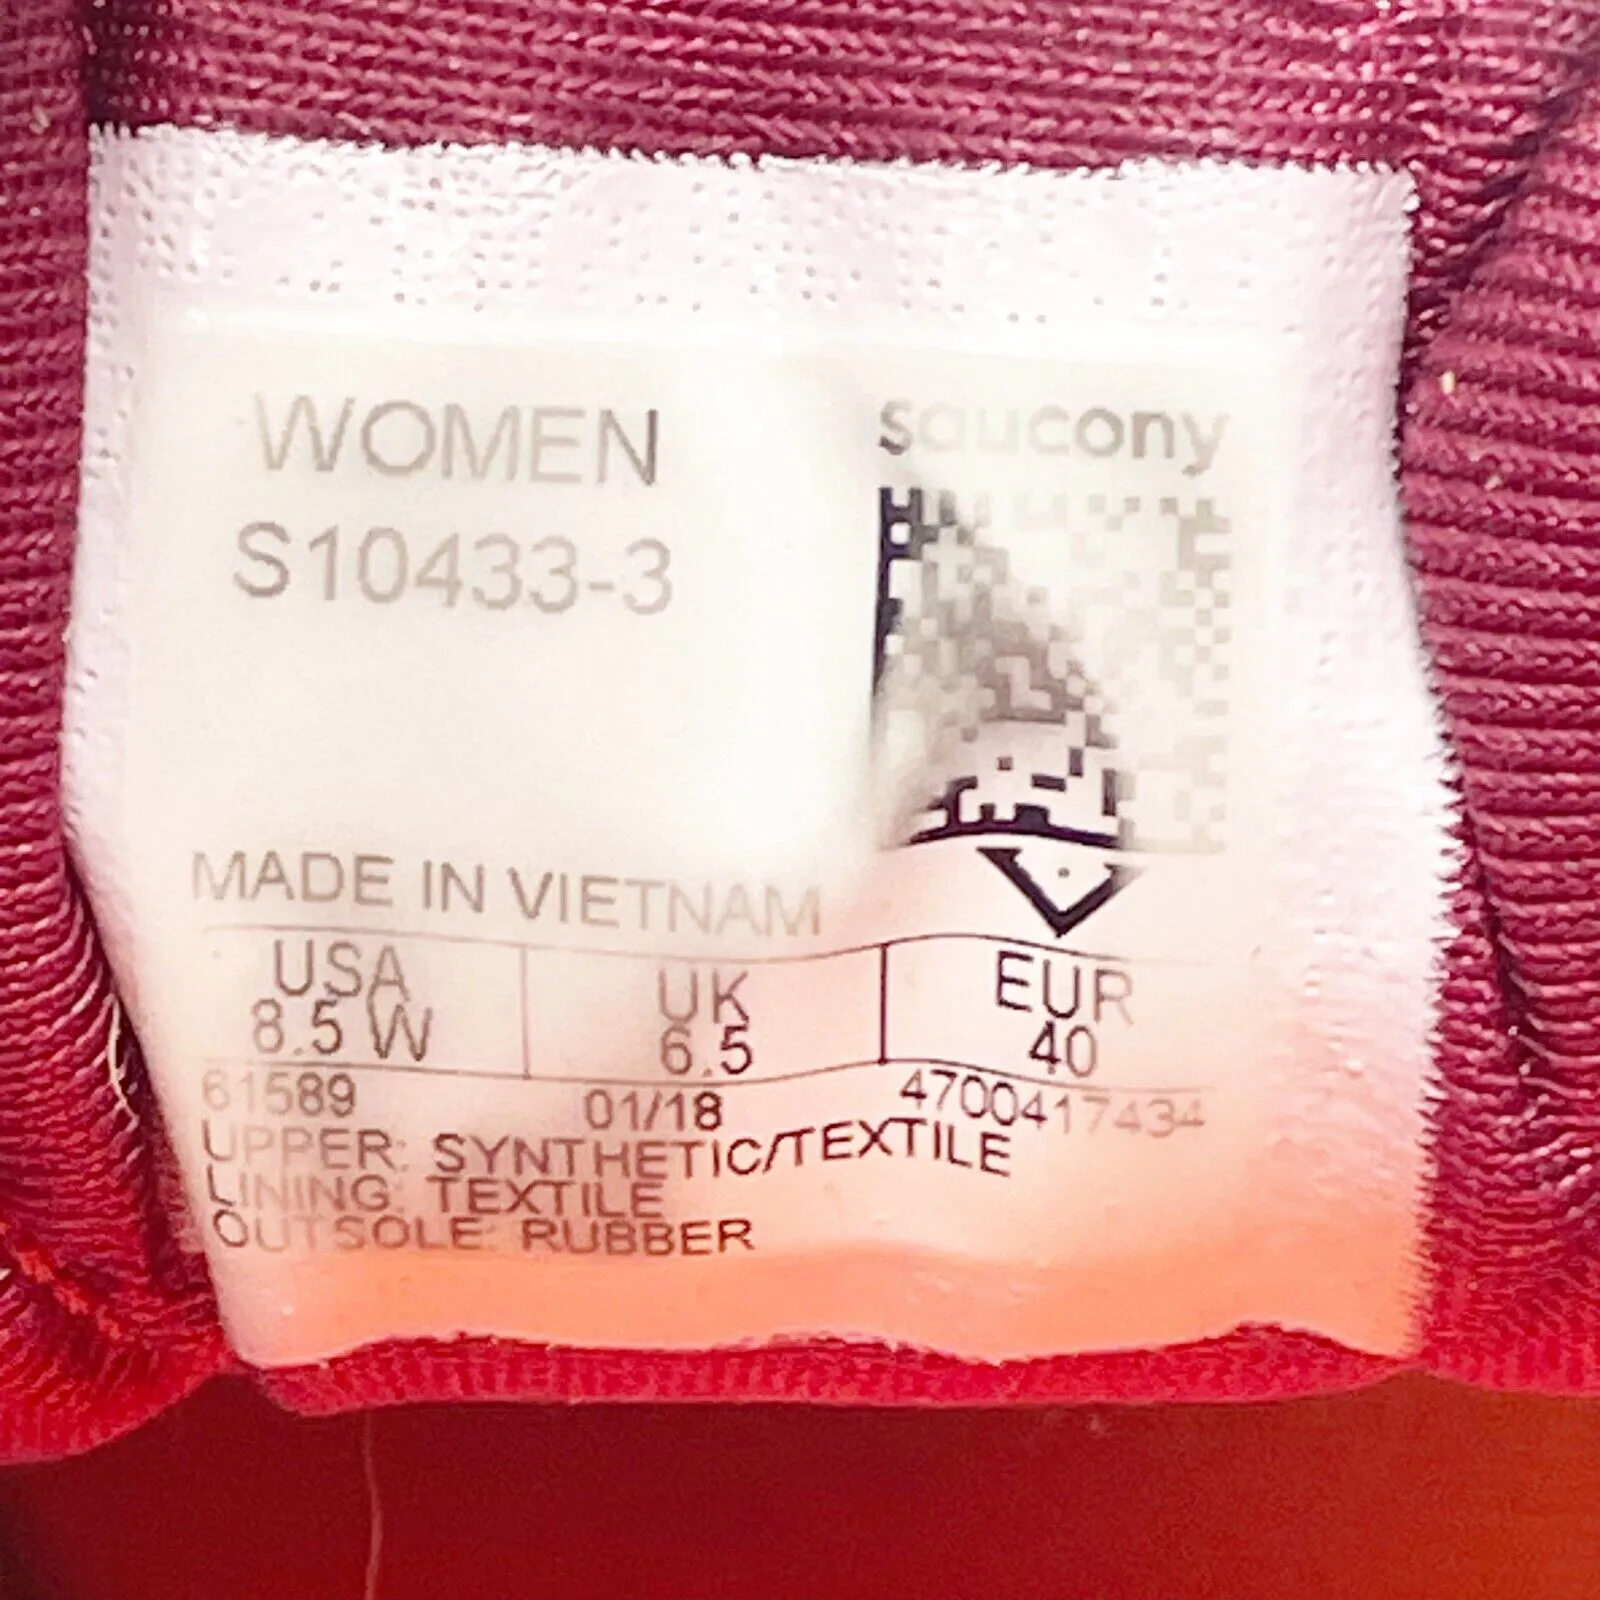 WOMEN
S10433-3
saucony
MADE IN VIETNAM
USA UK EUR
8.5 W 6.5 40
61589 01/18 4700417434
UPPER: SYNTHETIC/TEXTILE
LINING: TEXTILE
OUTSOLE: RUBBER